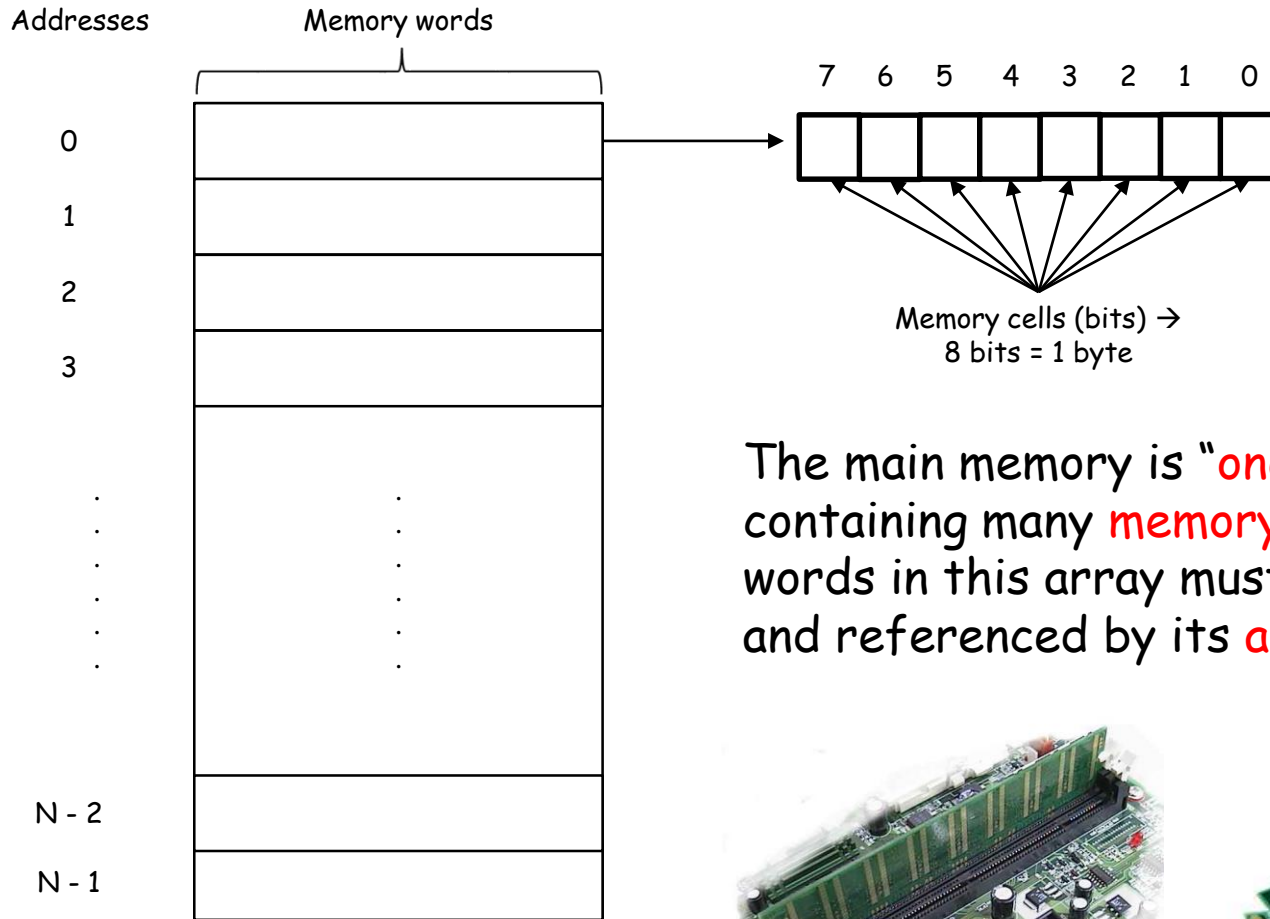 Addresses
Memory words
0
1
2
3
.
.
.
.
.
.
.
.
.
.
.
.
N - 2
N - 1
7 6 5 4 3 2 1 0
Memory cells (bits) →
8 bits = 1 byte
The main memory is “
containing many memory
words in this array must
and referenced by its